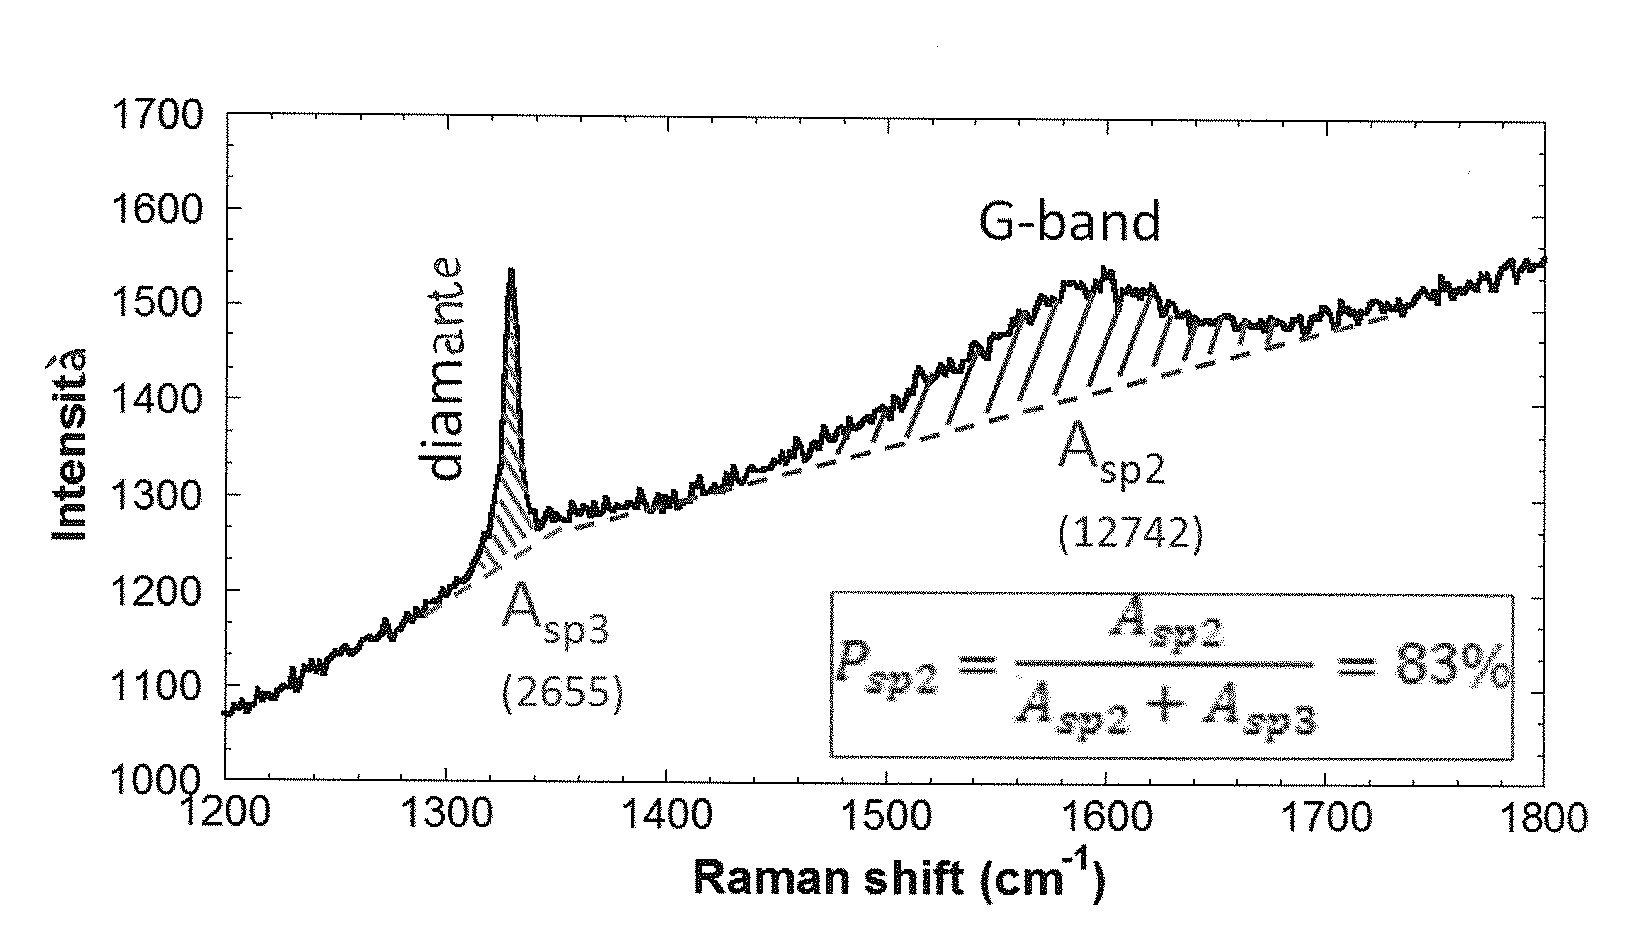 1700
1600
1500
1400
1300
1200
1100
1000
Intensità
diamante
G-band
A_sp3
(2655)
A_sp2
(12742)
P_sp2 = A_sp2 / (A_sp2 + A_sp3) = 83%
1200 1300 1400 1500 1600 1700 1800
Raman shift (cm⁻¹)